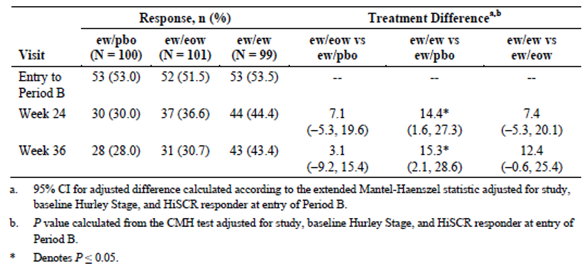 Response, n (%) Treatment Difference^a,b
ew/pbo ew/eow ew/ew ew/eow vs ew/ew vs ew/ew vs
Visit (N = 100) (N = 101) (N = 99) ew/pbo ew/pbo ew/eow
Entry to 53 (53.0) 52 (51.5) 53 (53.5) -- -- --
Period B
Week 24 30 (30.0) 37 (36.6) 44 (44.4) 7.1 14.4* 7.4
(–5.3, 19.6) (1.6, 27.3) (–5.3, 20.1)
Week 36 28 (28.0) 31 (30.7) 43 (43.4) 3.1 15.3* 12.4
(–9.2, 15.4) (2.1, 28.6) (–0.6, 25.4)
a. 95% CI for adjusted difference calculated according to the extended Mantel-Haenszel statistic adjusted for study,
baseline Hurley Stage, and HiSCR responder at entry of Period B.
b. P value calculated from the CMH test adjusted for study, baseline Hurley Stage, and HiSCR responder at entry of
Period B.
* Denotes P ≤ 0.05.